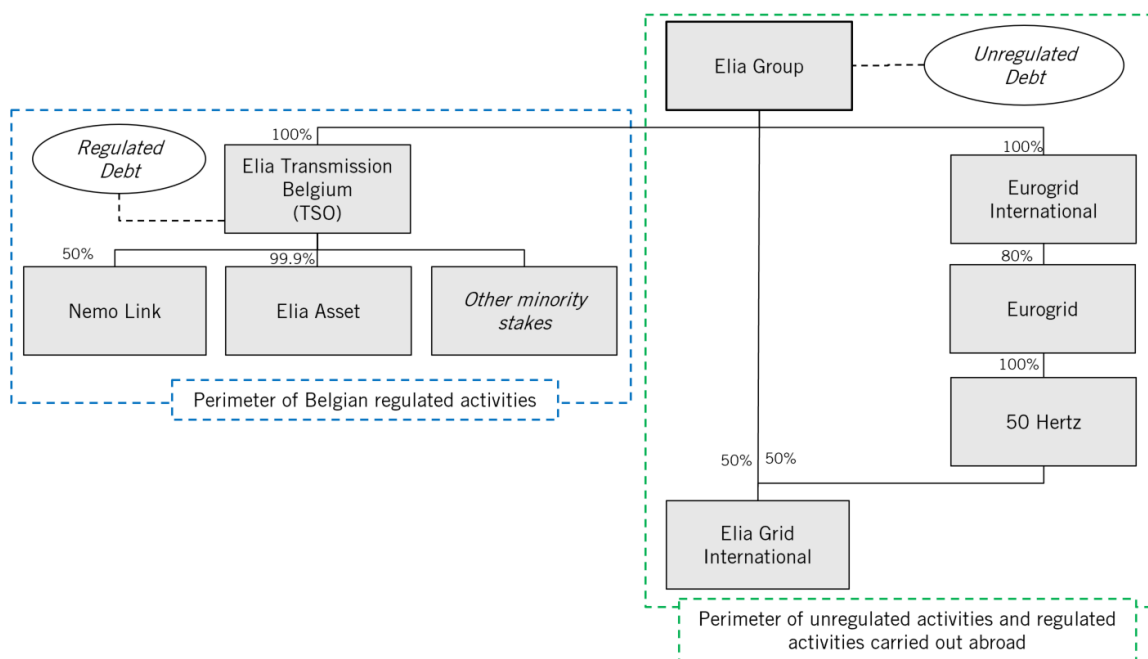 Elia Group
Unregulated
Debt
100%
Regulated
Debt
Elia Transmission
Belgium
(TSO)
100%
Eurogrid
International
50%
99.9%
80%
Nemo Link
Elia Asset
Other minority
stakes
Eurogrid
100%
Perimeter of Belgian regulated activities
50 Hertz
50%
50%
Elia Grid
International
Perimeter of unregulated activities and regulated
activities carried out abroad